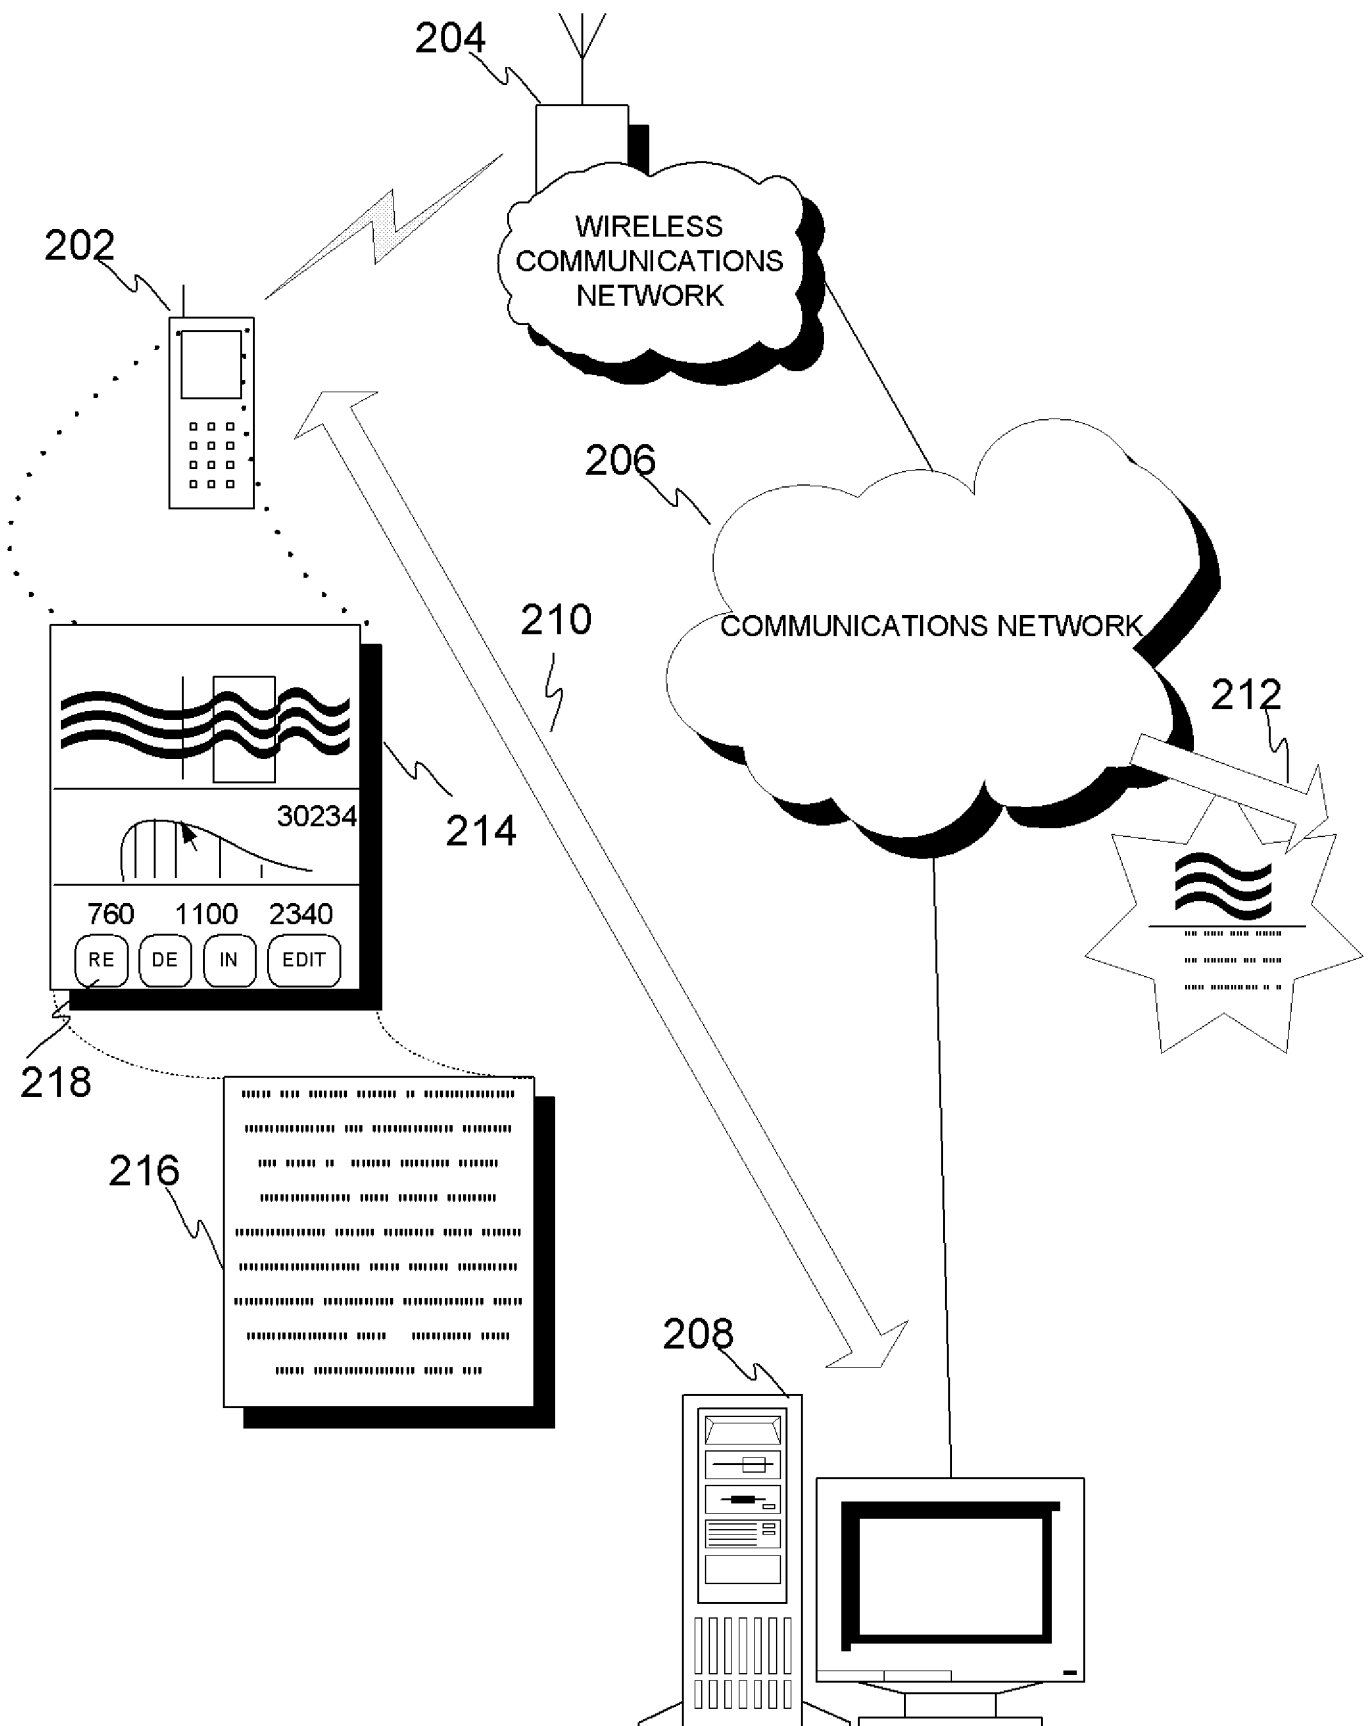 204
WIRELESS
COMMUNICATIONS
NETWORK
202
206
COMMUNICATIONS NETWORK
210
212
30234
214
760 1100 2340
RE DE IN EDIT
218
216
208